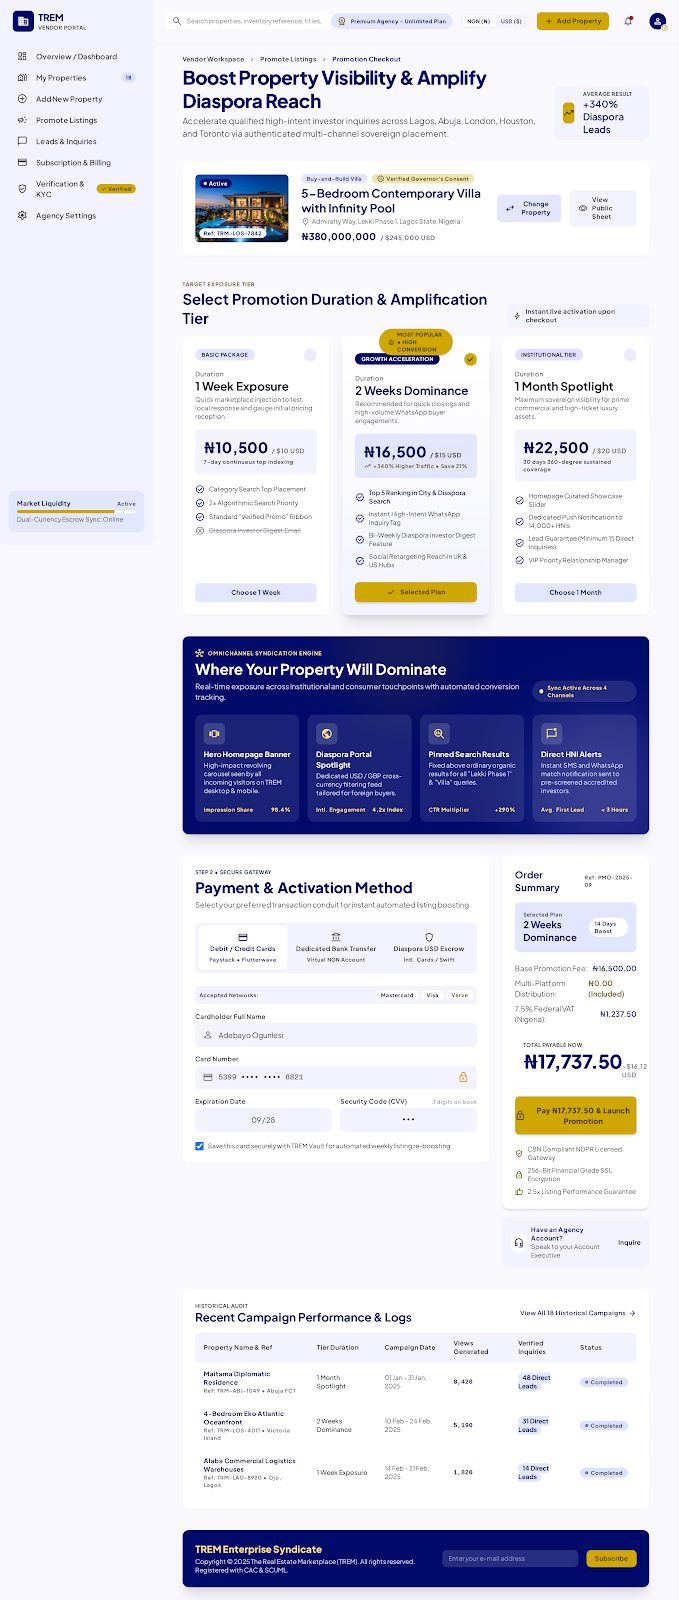 TREM
VENDOR PORTAL
Overview / Dashboard
My Properties 18
Add New Property
Promote Listings
Leads & Inquiries
Subscription & Billing
Verification &
KYC
Verified
Agency Settings
Market Liquidity Active
Dual-Currency Escrow Sync: Online
Search properties, inventory reference, titles,
Premium Agency – Unlimited Plan
NGN (₦) USD ($)
Add Property
Vendor Workspace > Promote Listings > Promotion Checkout
Boost Property Visibility & Amplify
Diaspora Reach
Accelerate qualified high-intent investor inquiries across Lagos, Abuja, London, Houston,
and Toronto via authenticated multi-channel sovereign placement.
AVERAGE RESULT
+340%
Diaspora
Leads
Active
Ref: TRM-LOS-7842
Buy-and-Build Villa Verified Governor's Consent
5-Bedroom Contemporary Villa
with Infinity Pool
Admiralty Way, Lekki Phase 1, Lagos State, Nigeria
₦380,000,000 / $245,000 USD
Change
Property
View
Public
Sheet
TARGET EXPOSURE TIER
Select Promotion Duration & Amplification
Tier
Instant live activation upon
checkout
BASIC PACKAGE
Duration
1 Week Exposure
Quick marketplace injection to test
local response and gauge initial pricing
reception.
₦10,500 / $10 USD
7-day continuous top indexing
Category Search Top Placement
2x Algorithmic Search Priority
Standard "Verified Promo" Ribbon
Diaspora Investor Digest Email
Choose 1 Week
MOST POPULAR
• HIGH
CONVERSION
GROWTH ACCELERATION
Duration
2 Weeks Dominance
Recommended for quick closings and
high-volume WhatsApp buyer
engagements.
₦16,500 / $15 USD
+340% Higher Traffic • Save 21%
Top 5 Ranking in City & Diaspora
Search
Instant High-Intent WhatsApp
Inquiry Tag
Bi-Weekly Diaspora Investor Digest
Feature
Social Retargeting Reach in UK &
US Hubs
Selected Plan
INSTITUTIONAL TIER
Duration
1 Month Spotlight
Maximum sovereign visibility for prime
commercial and high-ticket luxury
assets.
₦22,500 / $20 USD
30 days 360-degree sustained
coverage
Homepage Curated Showcase
Slider
Dedicated Push Notification to
14,000+ HNIs
Lead Guarantee (Minimum 15 Direct
Inquiries)
VIP Priority Relationship Manager
Choose 1 Month
OMNICHANNEL SYNDICATION ENGINE
Where Your Property Will Dominate
Real-time exposure across institutional and consumer touchpoints with automated conversion
tracking.
Sync Active Across 4
Channels
Hero Homepage Banner
High-impact revolving
carousel seen by all
incoming visitors on TREM
desktop & mobile.
Impression Share 98.4%
Diaspora Portal
Spotlight
Dedicated USD / GBP cross-
currency filtering feed
tailored for foreign buyers.
Intl. Engagement 4.2x Index
Pinned Search Results
Fixed above ordinary organic
results for all "Lekki Phase 1"
& "Villa" queries.
CTR Multiplier +290%
Direct HNI Alerts
Instant SMS and WhatsApp
match notification sent to
pre-screened accredited
investors.
Avg. First Lead < 3 Hours
STEP 2 • SECURE GATEWAY
Payment & Activation Method
Select your preferred transaction conduit for instant automated listing boosting.
Debit / Credit Cards
Paystack • Flutterwave
Dedicated Bank Transfer
Virtual NGN Account
Diaspora USD Escrow
Intl. Cards / Swift
Accepted Networks: Mastercard Visa Verve
Cardholder Full Name
Adebayo Ogunlesi
Card Number
5399 •••• •••• 8821
Expiration Date
09/28
Security Code (CVV) 3 digits on back
•••
Save this card securely with TREM Vault for automated weekly listing re-boosting
Order
Summary
Ref: PMO-2025-
09
Selected Plan
2 Weeks
Dominance
14 Days
Boost
Base Promotion Fee: ₦16,500.00
Multi-Platform
Distribution:
₦0.00
(Included)
7.5% Federal VAT
(Nigeria):
₦1,237.50
TOTAL PAYABLE NOW
₦17,737.50
~$16.12
USD
Pay ₦17,737.50 & Launch
Promotion
CBN Compliant NDPR Licensed
Gateway
256-Bit Financial Grade SSL
Encryption
2.5x Listing Performance Guarantee
Have an Agency
Account?
Speak to your Account
Executive
Inquire
HISTORICAL AUDIT
Recent Campaign Performance & Logs
View All 18 Historical Campaigns →
Property Name & Ref
Tier Duration
Campaign Date
Views
Generated
Verified
Inquiries
Status
Maitama Diplomatic
Residence
Ref: TRM-ABJ-1049 • Abuja FCT
1 Month
Spotlight
01 Jan - 31 Jan,
2025
8,420
48 Direct
Leads
Completed
4-Bedroom Eko Atlantic
Oceanfront
Ref: TRM-LOS-4011 • Victoria
Island
2 Weeks
Dominance
10 Feb - 24 Feb,
2025
5,190
31 Direct
Leads
Completed
Alaba Commercial Logistics
Warehouses
Ref: TRM-LAG-8920 • Ojo,
Lagos
1 Week Exposure
14 Feb - 21 Feb,
2025
1,820
14 Direct
Leads
Completed
TREM Enterprise Syndicate
Copyright © 2025 The Real Estate Marketplace (TREM). All rights reserved.
Registered with CAC & SCUML.
Enter your e-mail address
Subscribe